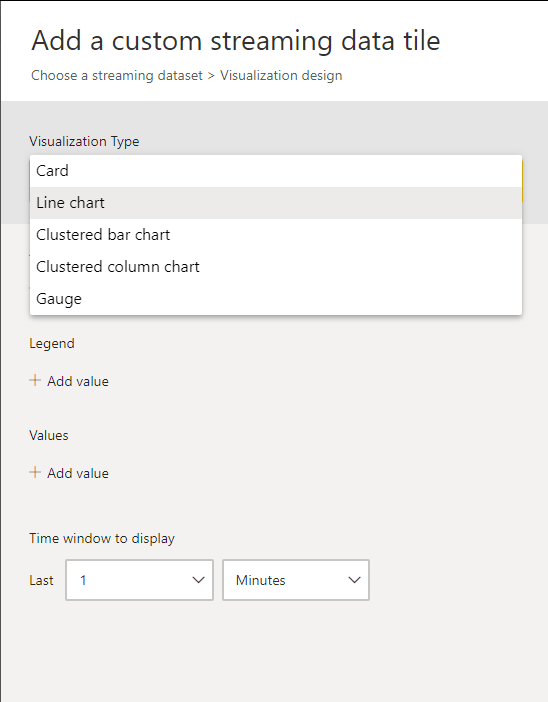 Add a custom streaming data tile
Choose a streaming dataset > Visualization design
Visualization Type
Card
Line chart
Clustered bar chart
Clustered column chart
Gauge
Legend
+ Add value
Values
+ Add value
Time window to display
Last 1 Minutes